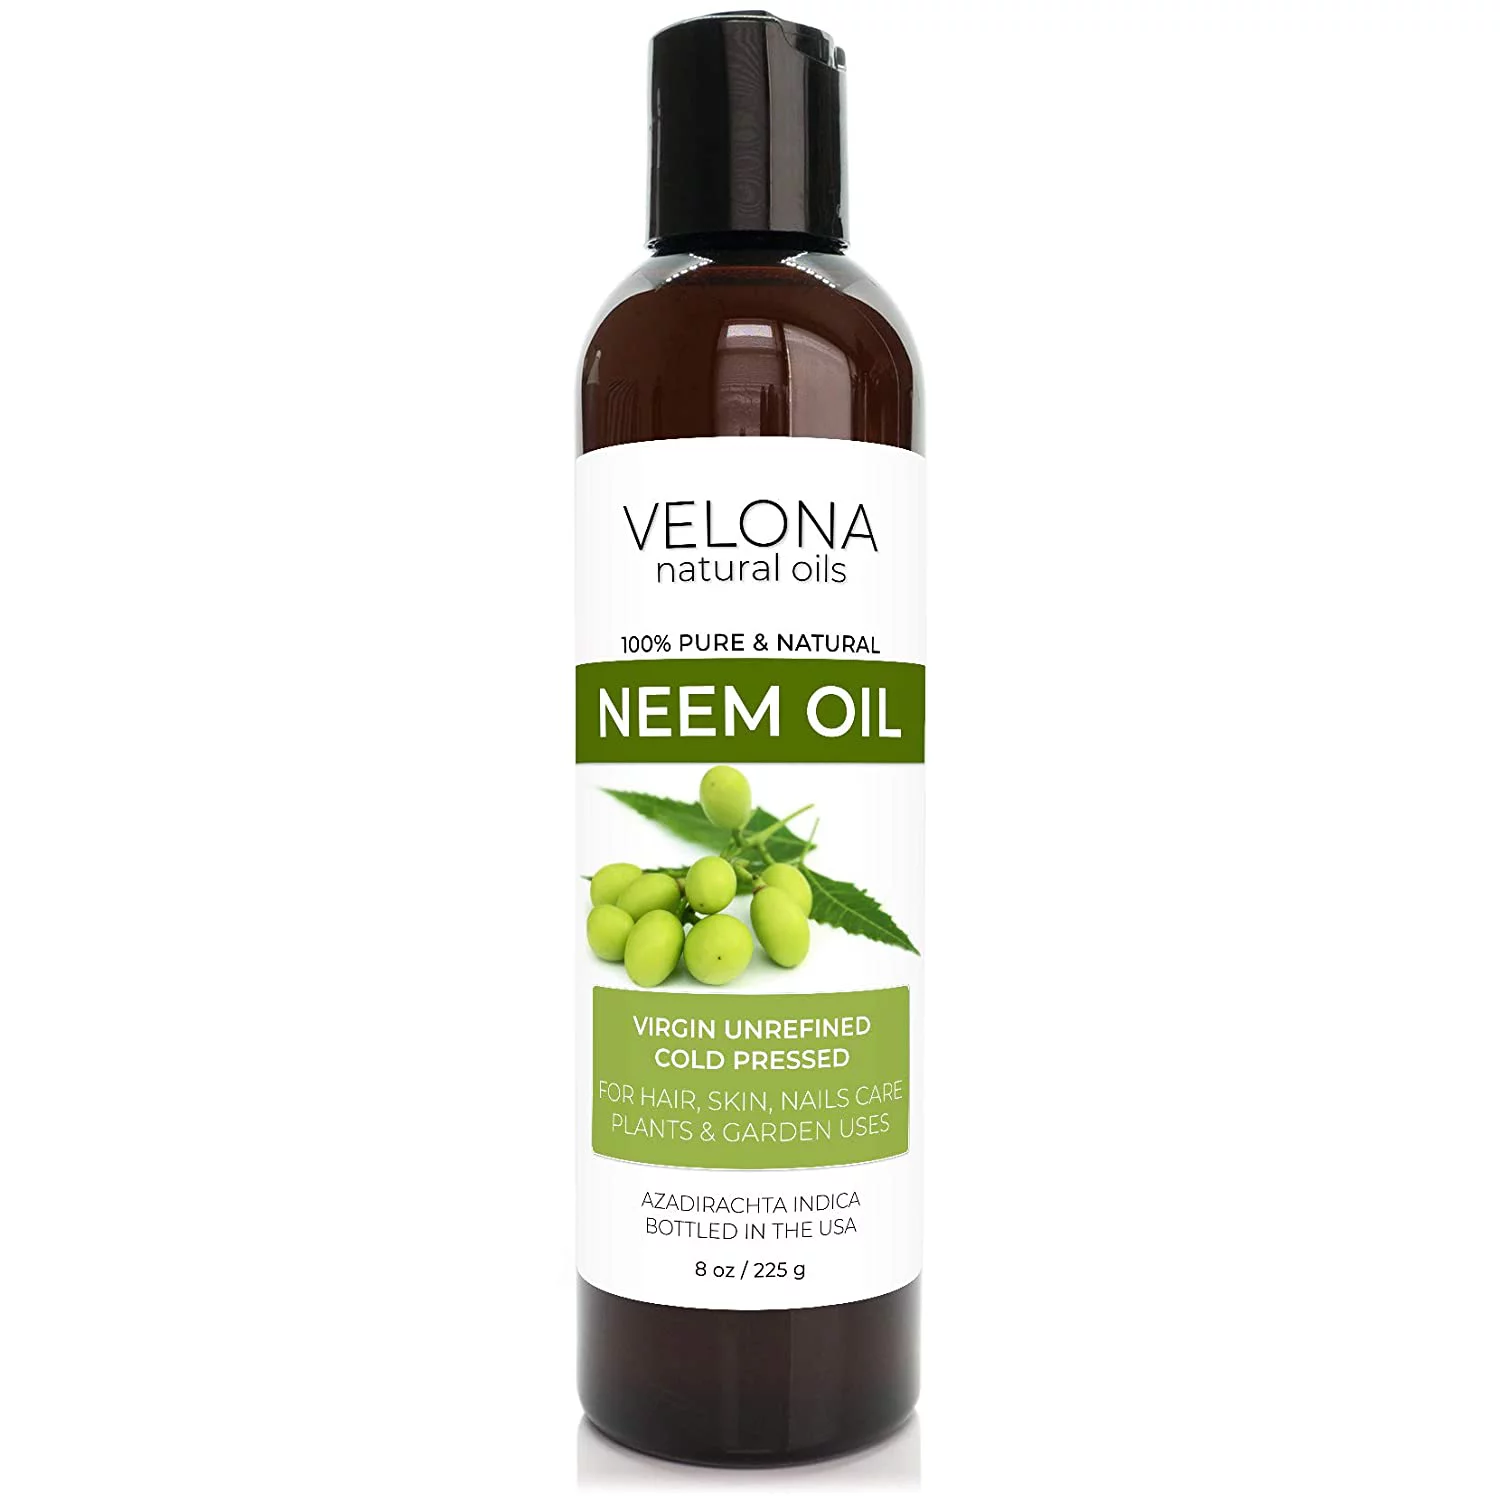 VELONA
natural oils
100% PURE & NATURAL
NEEM OIL
VIRGIN UNREFINED
COLD PRESSED
FOR HAIR, SKIN, NAILS CARE
PLANTS & GARDEN USES
AZADIRACHTA INDICA
BOTTLED IN THE USA
8 oz / 225 g